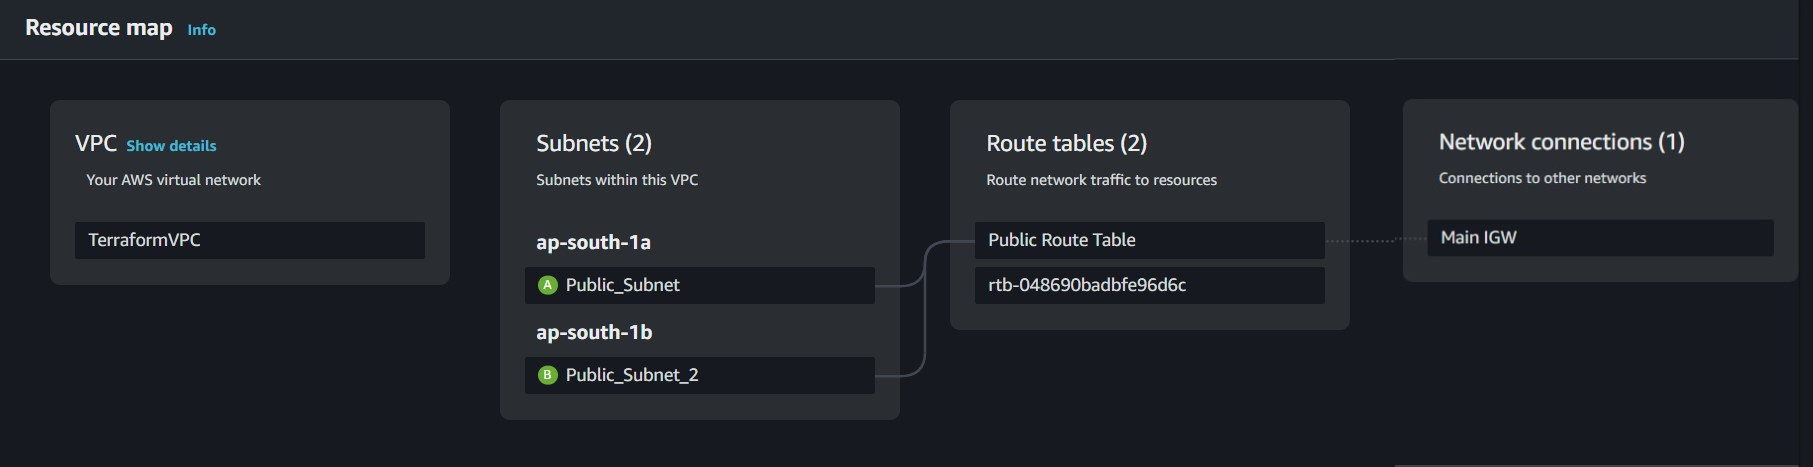 Resource map Info
VPC Show details
Your AWS virtual network
TerraformVPC
Subnets (2)
Subnets within this VPC
ap-south-1a
A Public_Subnet
ap-south-1b
B Public_Subnet_2
Route tables (2)
Route network traffic to resources
Public Route Table
rtb-048690badbfe96d6c
Network connections (1)
Connections to other networks
Main IGW